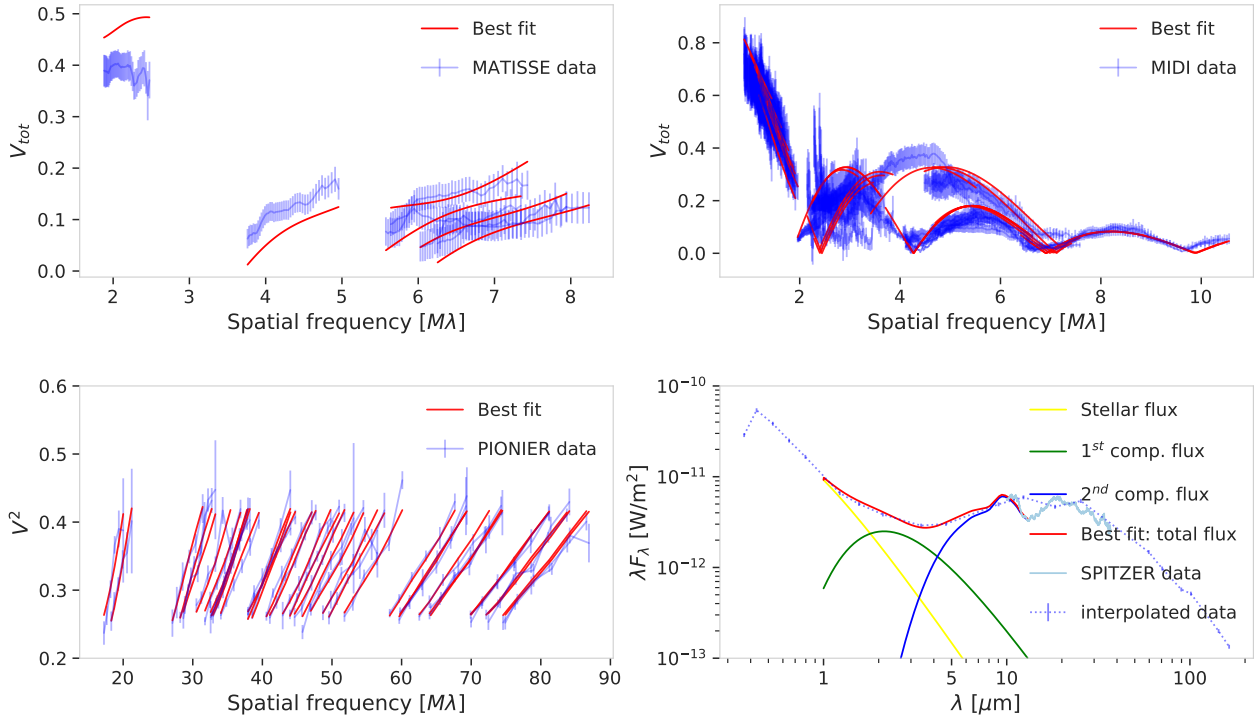 0.5
0.4
0.3
0.2
0.1
0.0
V_tot
Best fit
MATISSE data
2 3 4 5 6 7 8
Spatial frequency [Mλ]
0.8
0.6
0.4
0.2
0.0
V_tot
Best fit
MIDI data
2 4 6 8 10
Spatial frequency [Mλ]
0.6
0.5
0.4
0.3
0.2
V²
Best fit
PIONIER data
20 30 40 50 60 70 80 90
Spatial frequency [Mλ]
10⁻¹⁰
10⁻¹¹
10⁻¹²
10⁻¹³
λF_λ [W/m²]
Stellar flux
1ˢᵗ comp. flux
2ⁿᵈ comp. flux
Best fit: total flux
SPITZER data
interpolated data
1 5 10 100
λ [μm]